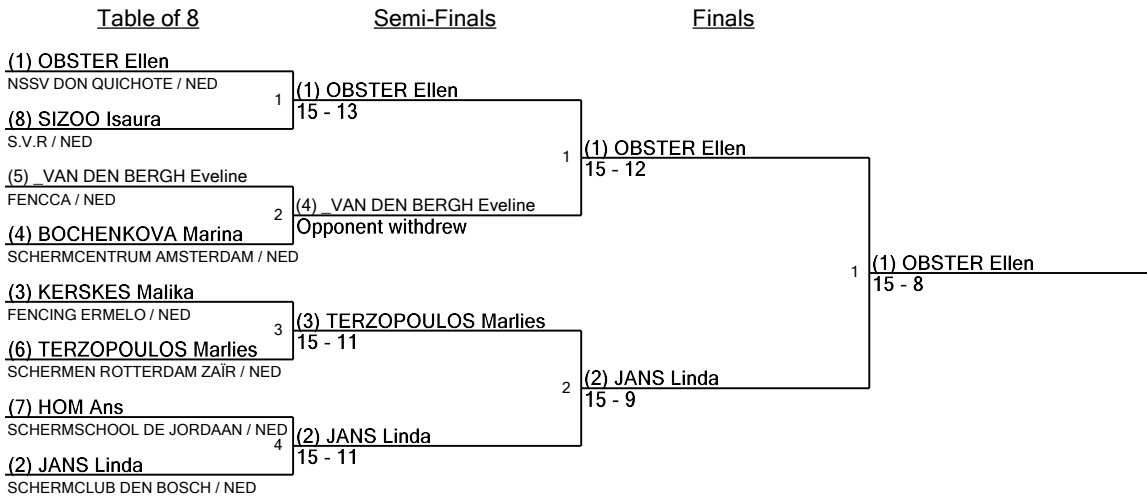 Table of 8
Semi-Finals
Finals
(1) OBSTER Ellen
NSSV DON QUICHOTE / NED
1
(1) OBSTER Ellen
15 - 13
(8) SIZOO Isaura
S.V.R / NED
1
(1) OBSTER Ellen
15 - 12
(5) _VAN DEN BERGH Eveline
FENCCA / NED
2
(4) _VAN DEN BERGH Eveline
Opponent withdrew
(4) BOCHENKOVA Marina
SCHERMCENTRUM AMSTERDAM / NED
1
(1) OBSTER Ellen
15 - 8
(3) KERSKES Malika
FENCING ERMELO / NED
3
(3) TERZOPOULOS Marlies
15 - 11
(6) TERZOPOULOS Marlies
SCHERMEN ROTTERDAM ZAÏR / NED
2
(2) JANS Linda
15 - 9
(7) HOM Ans
SCHERMSCHOOL DE JORDAAN / NED
4
(2) JANS Linda
15 - 11
(2) JANS Linda
SCHERMCLUB DEN BOSCH / NED